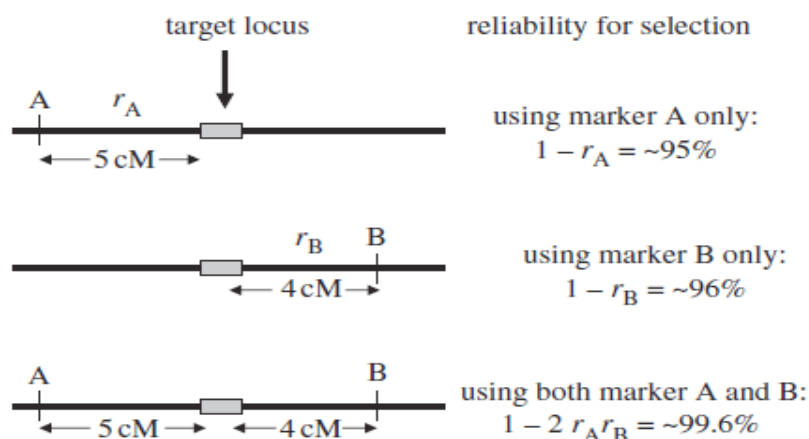 target locus reliability for selection
A r_A
5 cM
using marker A only:
1 – r_A = ~95%
r_B B
4 cM
using marker B only:
1 – r_B = ~96%
A B
5 cM 4 cM
using both marker A and B:
1 – 2 r_A r_B = ~99.6%